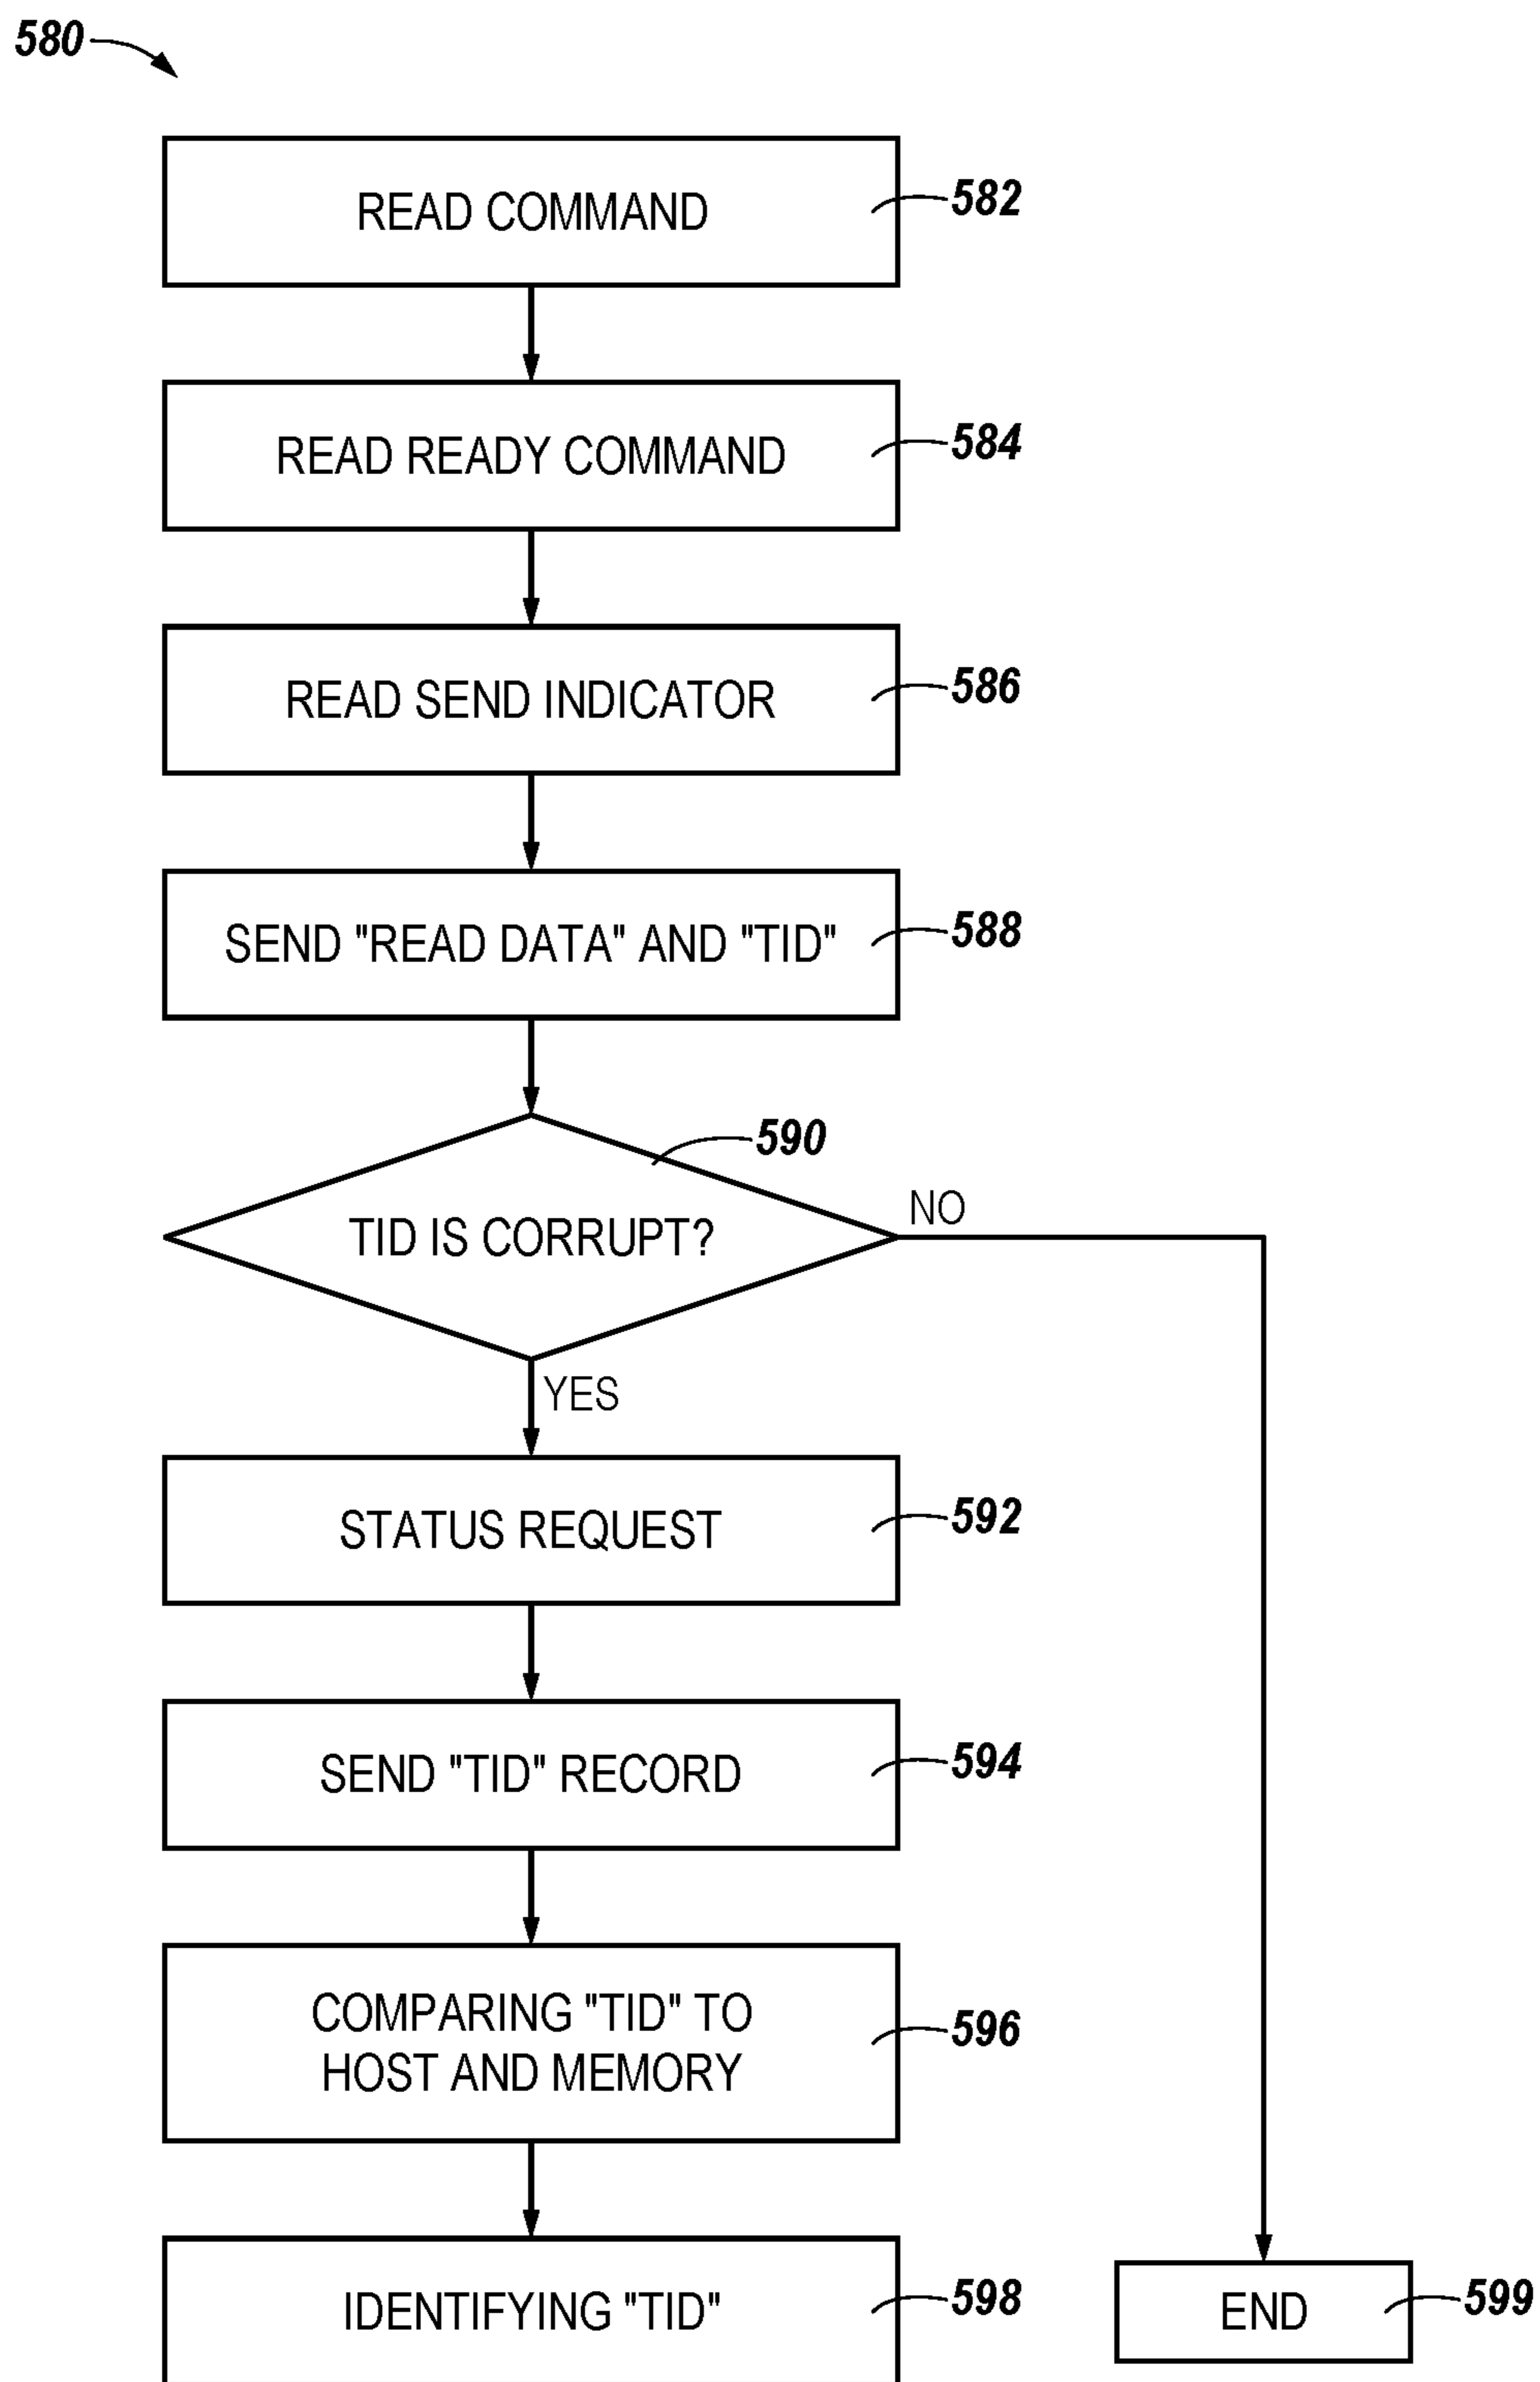 580
READ COMMAND
582
READ READY COMMAND
584
READ SEND INDICATOR
586
SEND "READ DATA" AND "TID"
588
590
TID IS CORRUPT?
NO
YES
STATUS REQUEST
592
SEND "TID" RECORD
594
COMPARING "TID" TO
HOST AND MEMORY
596
IDENTIFYING "TID"
598
END
599